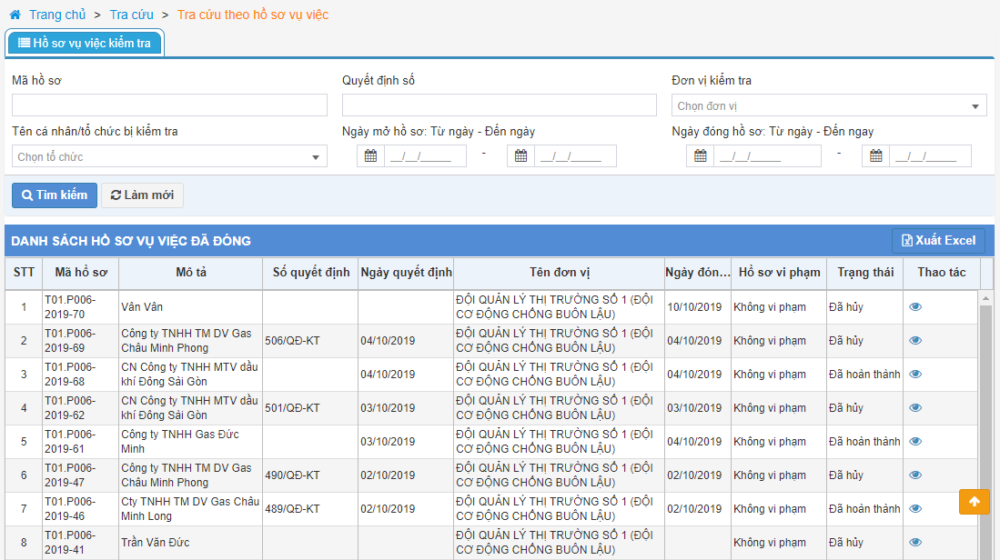 Trang chủ > Tra cứu > Tra cứu theo hồ sơ vụ việc
Hồ sơ vụ việc kiểm tra
Mã hồ sơ Quyết định số Đơn vị kiểm tra
Chọn đơn vị
Tên cá nhân/tổ chức bị kiểm tra Ngày mở hồ sơ: Từ ngày - Đến ngày Ngày đóng hồ sơ: Từ ngày - Đến ngay
Chọn tổ chức __/__/____ - __/__/____ __/__/____ - __/__/____
Tìm kiếm Làm mới
DANH SÁCH HỒ SƠ VỤ VIỆC ĐÃ ĐÓNG Xuất Excel
STT Mã hồ sơ Mô tả Số quyết định Ngày quyết định Tên đơn vị Ngày đón... Hồ sơ vi phạm Trạng thái Thao tác
1 T01.P006-2019-70 Vân Vân ĐỘI QUẢN LÝ THỊ TRƯỜNG SỐ 1 (ĐỘI CƠ ĐỘNG CHỐNG BUÔN LẬU) 10/10/2019 Không vi phạm Đã hủy
2 T01.P006-2019-69 Công ty TNHH TM DV Gas Châu Minh Phong 506/QĐ-KT 04/10/2019 ĐỘI QUẢN LÝ THỊ TRƯỜNG SỐ 1 (ĐỘI CƠ ĐỘNG CHỐNG BUÔN LẬU) 04/10/2019 Không vi phạm Đã hủy
3 T01.P006-2019-68 CN Công ty TNHH MTV dầu khí Đông Sài Gòn 04/10/2019 ĐỘI QUẢN LÝ THỊ TRƯỜNG SỐ 1 (ĐỘI CƠ ĐỘNG CHỐNG BUÔN LẬU) 04/10/2019 Không vi phạm Đã hoàn thành
4 T01.P006-2019-62 CN Công ty TNHH MTV dầu khí Đông Sài Gòn 501/QĐ-KT 03/10/2019 ĐỘI QUẢN LÝ THỊ TRƯỜNG SỐ 1 (ĐỘI CƠ ĐỘNG CHỐNG BUÔN LẬU) 03/10/2019 Không vi phạm Đã hủy
5 T01.P006-2019-61 Công ty TNHH Gas Đức Minh 03/10/2019 ĐỘI QUẢN LÝ THỊ TRƯỜNG SỐ 1 (ĐỘI CƠ ĐỘNG CHỐNG BUÔN LẬU) 04/10/2019 Không vi phạm Đã hoàn thành
6 T01.P006-2019-47 Công ty TNHH TM DV Gas Châu Minh Phong 490/QĐ-KT 02/10/2019 ĐỘI QUẢN LÝ THỊ TRƯỜNG SỐ 1 (ĐỘI CƠ ĐỘNG CHỐNG BUÔN LẬU) 02/10/2019 Không vi phạm Đã hủy
7 T01.P006-2019-46 Cty TNHH TM DV Gas Châu Minh Long 489/QĐ-KT 02/10/2019 ĐỘI QUẢN LÝ THỊ TRƯỜNG SỐ 1 (ĐỘI CƠ ĐỘNG CHỐNG BUÔN LẬU) 02/10/2019 Không vi phạm Đã hoàn thành
8 T01.P006-2019-41 Trần Văn Đức ĐỘI QUẢN LÝ THỊ TRƯỜNG SỐ 1 (ĐỘI CƠ ĐỘNG CHỐNG BUÔN LẬU) Không vi phạm Đã hủy